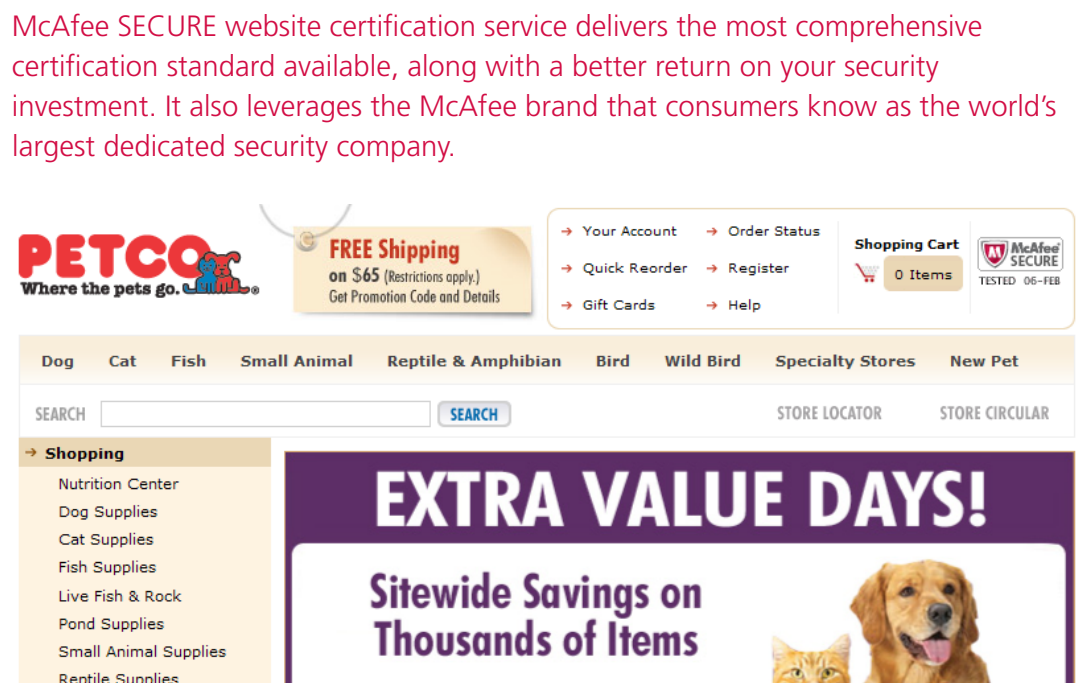 McAfee SECURE website certification service delivers the most comprehensive
certification standard available, along with a better return on your security
investment. It also leverages the McAfee brand that consumers know as the world's
largest dedicated security company.
PETCO
Where the pets go.
FREE Shipping
on $65 (Restrictions apply.)
Get Promotion Code and Details
→ Your Account → Order Status
→ Quick Reorder → Register
→ Gift Cards → Help
Shopping Cart
0 Items
McAfee
SECURE
TESTED 06-FEB
Dog Cat Fish Small Animal Reptile & Amphibian Bird Wild Bird Specialty Stores New Pet
SEARCH SEARCH STORE LOCATOR STORE CIRCULAR
→ Shopping
Nutrition Center
Dog Supplies
Cat Supplies
Fish Supplies
Live Fish & Rock
Pond Supplies
Small Animal Supplies
Reptile Supplies
EXTRA VALUE DAYS!
Sitewide Savings on
Thousands of Items